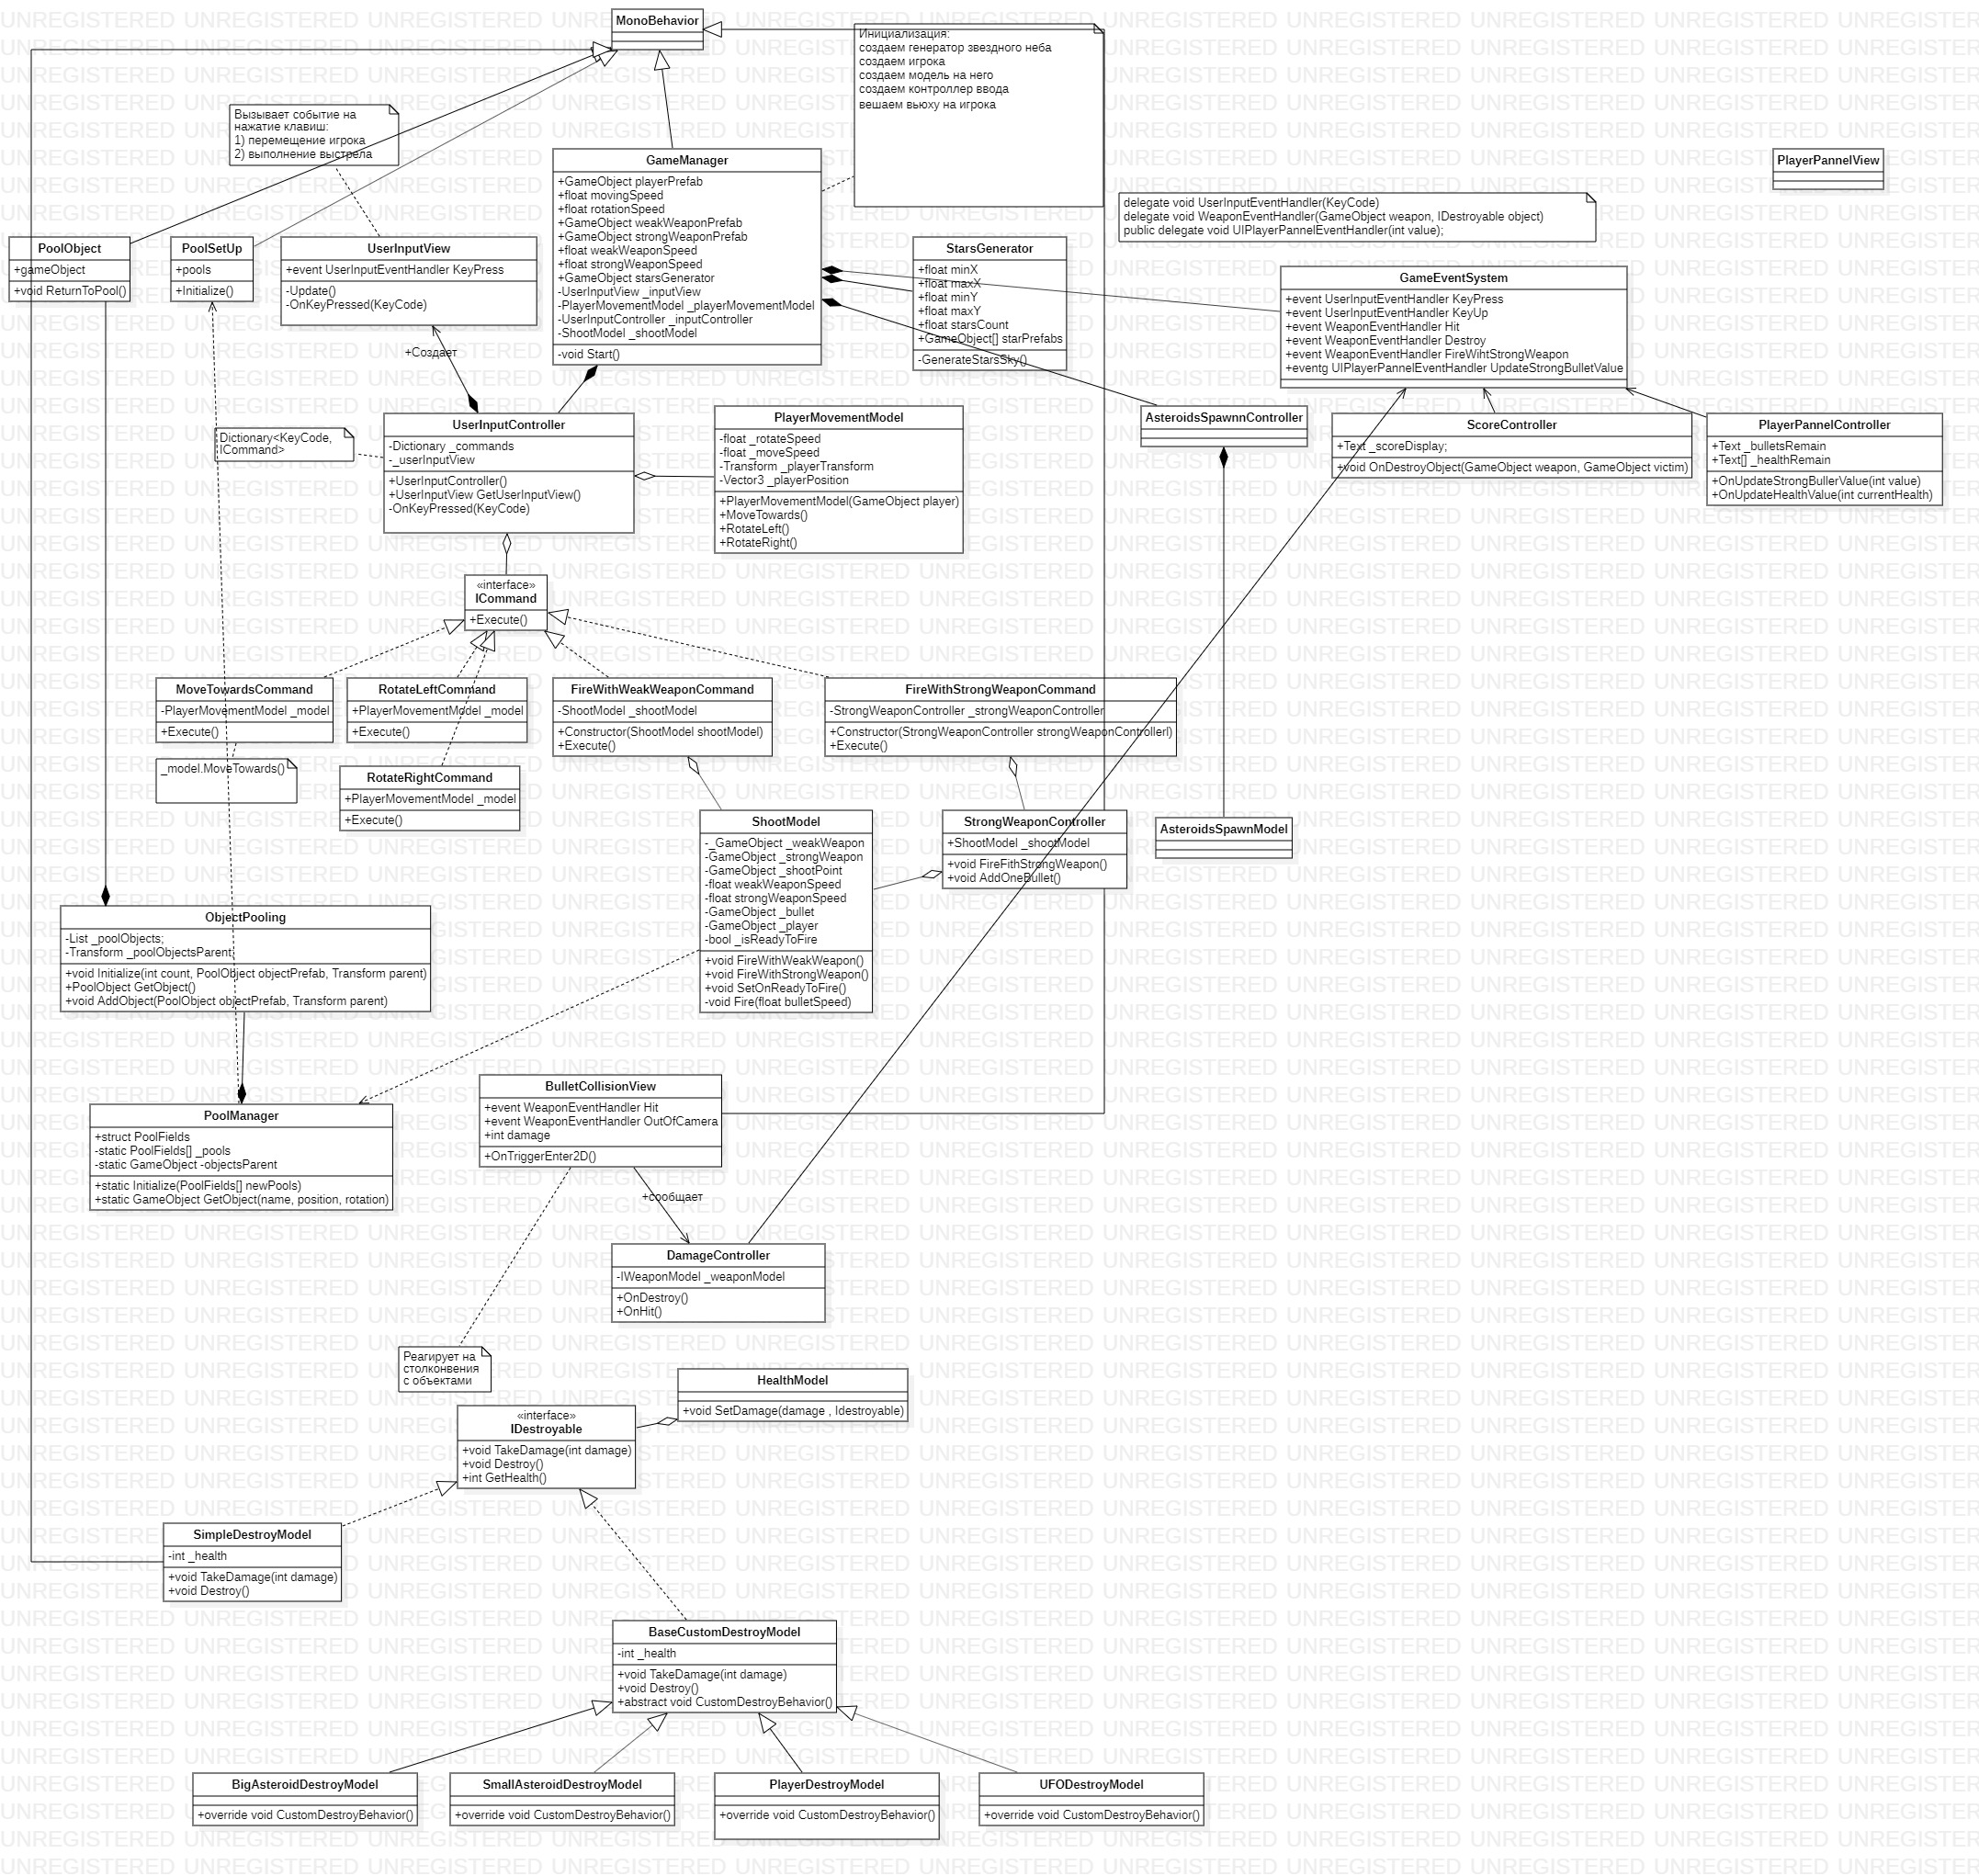 MonoBehavior
Инициализация:
создаем генератор звездного неба
создаем игрока
создаем модель на него
создаем контроллер ввода
вешаем вьюху на игрока
Вызывает событие на
нажатие клавиш:
1) перемещение игрока
2) выполнение выстрела
GameManager
+GameObject playerPrefab
+float movingSpeed
+float rotationSpeed
+GameObject weakWeaponPrefab
+GameObject strongWeaponPrefab
+float weakWeaponSpeed
+float strongWeaponSpeed
+GameObject starsGenerator
-UserInputView _inputView
-PlayerMovementModel _playerMovementModel
-UserInputController _inputController
-ShootModel _shootModel
-void Start()
PlayerPannelView
delegate void UserInputEventHandler(KeyCode)
delegate void WeaponEventHandler(GameObject weapon, IDestroyable object)
public delegate void UIPlayerPannelEventHandler(int value);
PoolObject
+gameObject
+void ReturnToPool()
PoolSetUp
+pools
+Initialize()
UserInputView
+event UserInputEventHandler KeyPress
-Update()
-OnKeyPressed(KeyCode)
StarsGenerator
+float minX
+float maxX
+float minY
+float maxY
+float starsCount
+GameObject[] starPrefabs
-GenerateStarsSky()
GameEventSystem
+event UserInputEventHandler KeyPress
+event UserInputEventHandler KeyUp
+event WeaponEventHandler Hit
+event WeaponEventHandler Destroy
+event WeaponEventHandler FireWihtStrongWeapon
+eventg UIPlayerPannelEventHandler UpdateStrongBulletValue
+Создает
UserInputController
-Dictionary _commands
-_userInputView
+UserInputController()
+UserInputView GetUserInputView()
-OnKeyPressed(KeyCode)
Dictionary<KeyCode,
ICommand>
PlayerMovementModel
-float _rotateSpeed
-float _moveSpeed
-Transform _playerTransform
-Vector3 _playerPosition
+PlayerMovementModel(GameObject player)
+MoveTowards()
+RotateLeft()
+RotateRight()
AsteroidsSpawnnController
ScoreController
+Text _scoreDisplay;
+void OnDestroyObject(GameObject weapon, GameObject victim)
PlayerPannelController
+Text _bulletsRemain
+Text[] _healthRemain
+OnUpdateStrongBullerValue(int value)
+OnUpdateHealthValue(int currentHealth)
«interface»
ICommand
+Execute()
MoveTowardsCommand
-PlayerMovementModel _model
+Execute()
RotateLeftCommand
+PlayerMovementModel _model
+Execute()
FireWithWeakWeaponCommand
-ShootModel _shootModel
+Constructor(ShootModel shootModel)
+Execute()
FireWithStrongWeaponCommand
-StrongWeaponController _strongWeaponController
+Constructor(StrongWeaponController strongWeaponControllerl)
+Execute()
_model.MoveTowards()
RotateRightCommand
+PlayerMovementModel _model
+Execute()
ShootModel
-_GameObject _weakWeapon
-GameObject _strongWeapon
-GameObject _shootPoint
-float weakWeaponSpeed
-float strongWeaponSpeed
-GameObject _bullet
-GameObject _player
-bool _isReadyToFire
+void FireWithWeakWeapon()
+void FireWithStrongWeapon()
+void SetOnReadyToFire()
-void Fire(float bulletSpeed)
StrongWeaponController
+ShootModel _shootModel
+void FireFithStrongWeapon()
+void AddOneBullet()
AsteroidsSpawnModel
ObjectPooling
-List _poolObjects;
-Transform _poolObjectsParent;
+void Initialize(int count, PoolObject objectPrefab, Transform parent)
+PoolObject GetObject()
+void AddObject(PoolObject objectPrefab, Transform parent)
PoolManager
+struct PoolFields
-static PoolFields[] _pools
-static GameObject -objectsParent
+static Initialize(PoolFields[] newPools)
+static GameObject GetObject(name, position, rotation)
BulletCollisionView
+event WeaponEventHandler Hit
+event WeaponEventHandler OutOfCamera
+int damage
+OnTriggerEnter2D()
+сообщает
DamageController
-IWeaponModel _weaponModel
+OnDestroy()
+OnHit()
Реагирует на
столконвения
с объектами
HealthModel
+void SetDamage(damage , Idestroyable)
«interface»
IDestroyable
+void TakeDamage(int damage)
+void Destroy()
+int GetHealth()
SimpleDestroyModel
-int _health
+void TakeDamage(int damage)
+void Destroy()
BaseCustomDestroyModel
-int _health
+void TakeDamage(int damage)
+void Destroy()
+abstract void CustomDestroyBehavior()
BigAsteroidDestroyModel
+override void CustomDestroyBehavior()
SmallAsteroidDestroyModel
+override void CustomDestroyBehavior()
PlayerDestroyModel
+override void CustomDestroyBehavior()
UFODestroyModel
+override void CustomDestroyBehavior()
UNREGISTERED